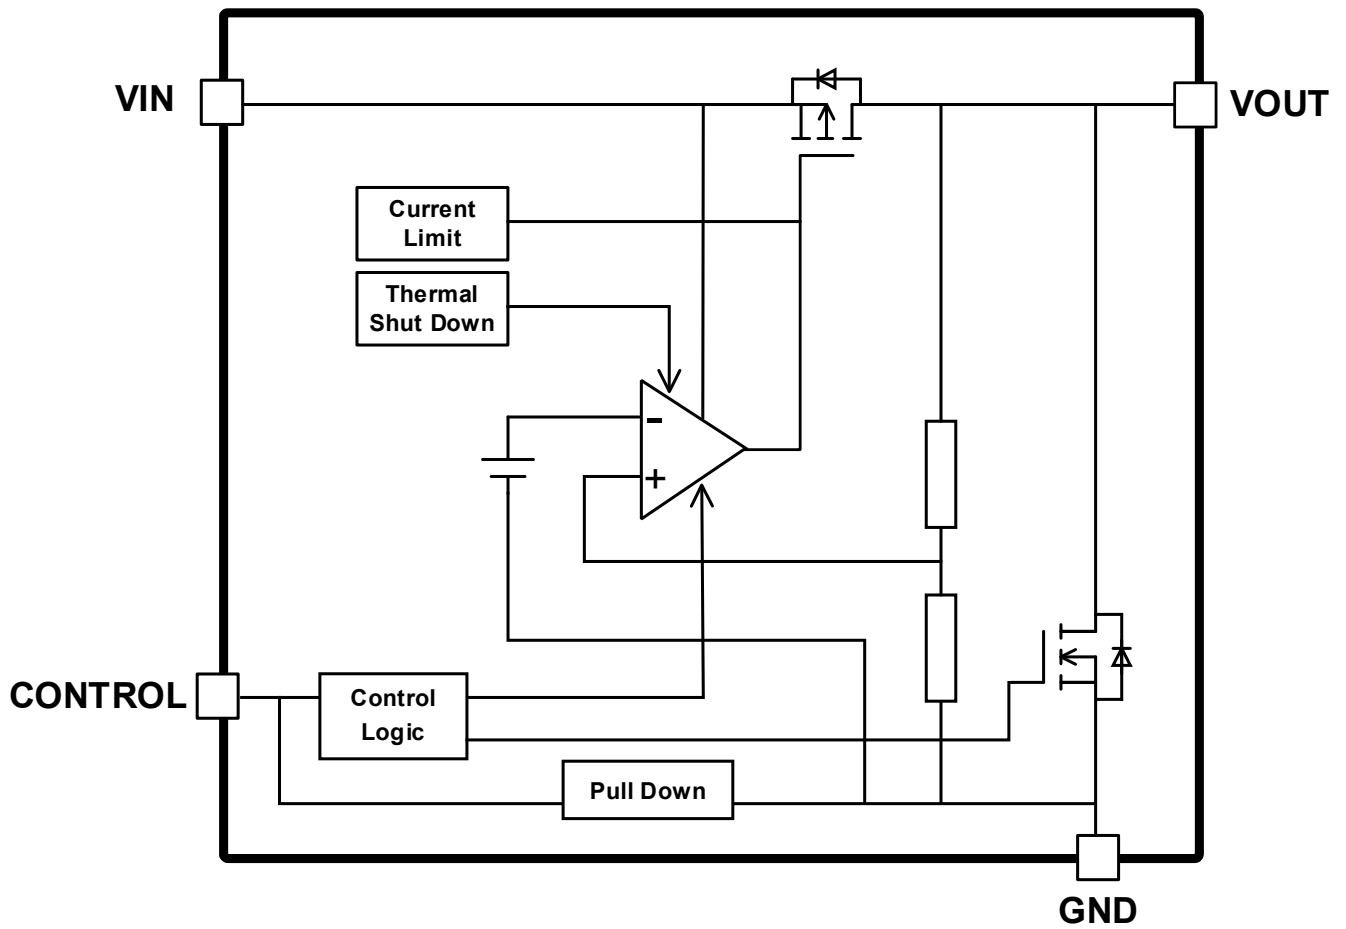 VIN
VOUT
Current
Limit
Thermal
Shut Down
-
+
CONTROL
Control
Logic
Pull Down
GND